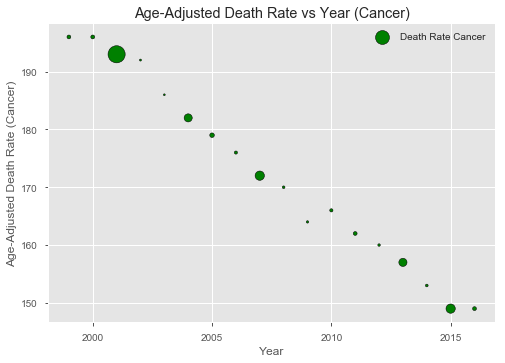 Age-Adjusted Death Rate vs Year (Cancer)
Death Rate Cancer
Age-Adjusted Death Rate (Cancer)
190
180
170
160
150
2000
2005
2010
2015
Year